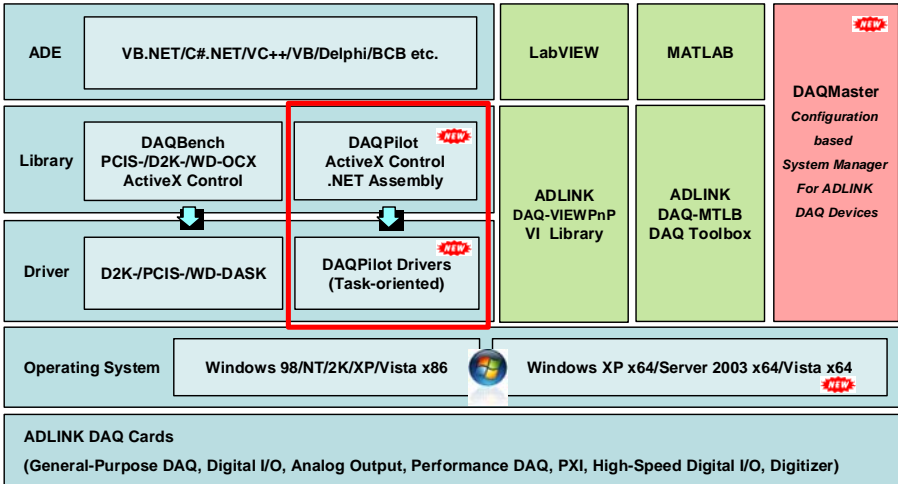 ADE
VB.NET/C#.NET/VC++/VB/Delphi/BCB etc.
LabVIEW
MATLAB
NEW
DAQMaster
Configuration
based
System Manager
For ADLINK
DAQ Devices
Library
DAQBench
PCIS-/D2K-/WD-OCX
ActiveX Control
DAQPilot
ActiveX Control
.NET Assembly
NEW
ADLINK
DAQ-VIEWPnP
VI Library
ADLINK
DAQ-MTLB
DAQ Toolbox
Driver
D2K-/PCIS-/WD-DASK
DAQPilot Drivers
(Task-oriented)
NEW
Operating System
Windows 98/NT/2K/XP/Vista x86
Windows XP x64/Server 2003 x64/Vista x64
NEW
ADLINK DAQ Cards
(General-Purpose DAQ, Digital I/O, Analog Output, Performance DAQ, PXI, High-Speed Digital I/O, Digitizer)